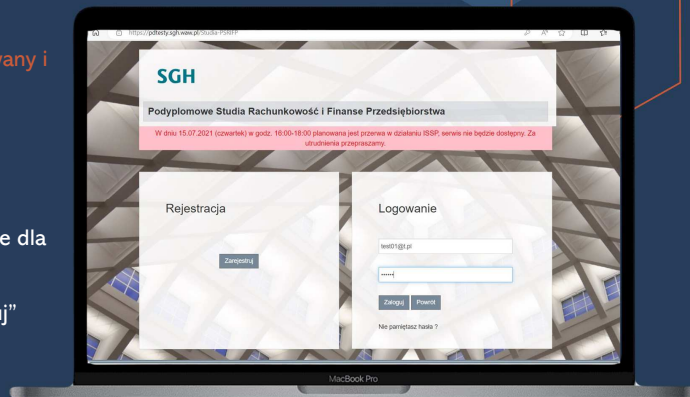 wany i
e dla
j”
https://pdtesty.sgh.waw.pl/Studia-PSRiFP
SGH
Podyplomowe Studia Rachunkowość i Finanse Przedsiębiorstwa
W dniu 15.07.2021 (czwartek) w godz. 16:00-18:00 planowana jest przerwa w działaniu ISSP, serwis nie będzie dostępny. Za
utrudnienia przepraszamy.
Rejestracja
Zarejestruj
Logowanie
test01@t.pl
Zaloguj Powrót
Nie pamiętasz hasła ?
MacBook Pro